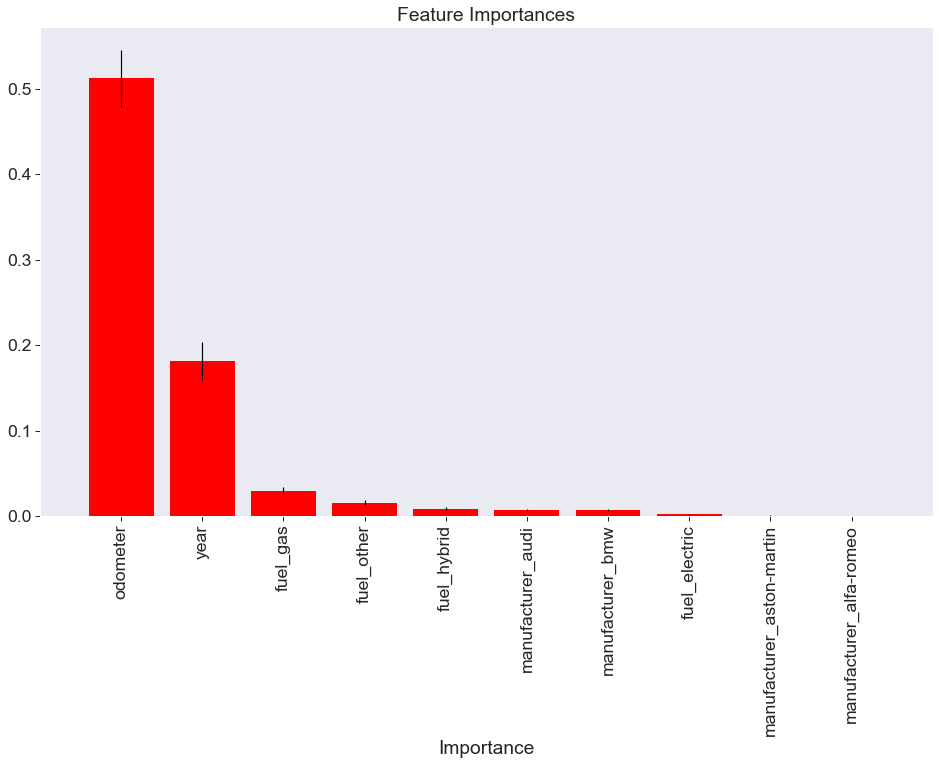 Feature Importances
0.5
0.4
0.3
0.2
0.1
0.0
odometer
year
fuel_gas
fuel_other
fuel_hybrid
manufacturer_audi
manufacturer_bmw
fuel_electric
manufacturer_aston-martin
manufacturer_alfa-romeo
Importance